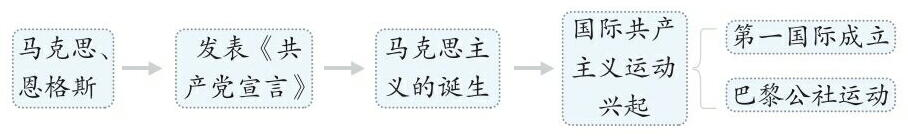 马克思、
恩格斯
发表《共
产党宣言》
马克思主
义的诞生
国际共产
主义运动
兴起
第一国际成立
巴黎公社运动